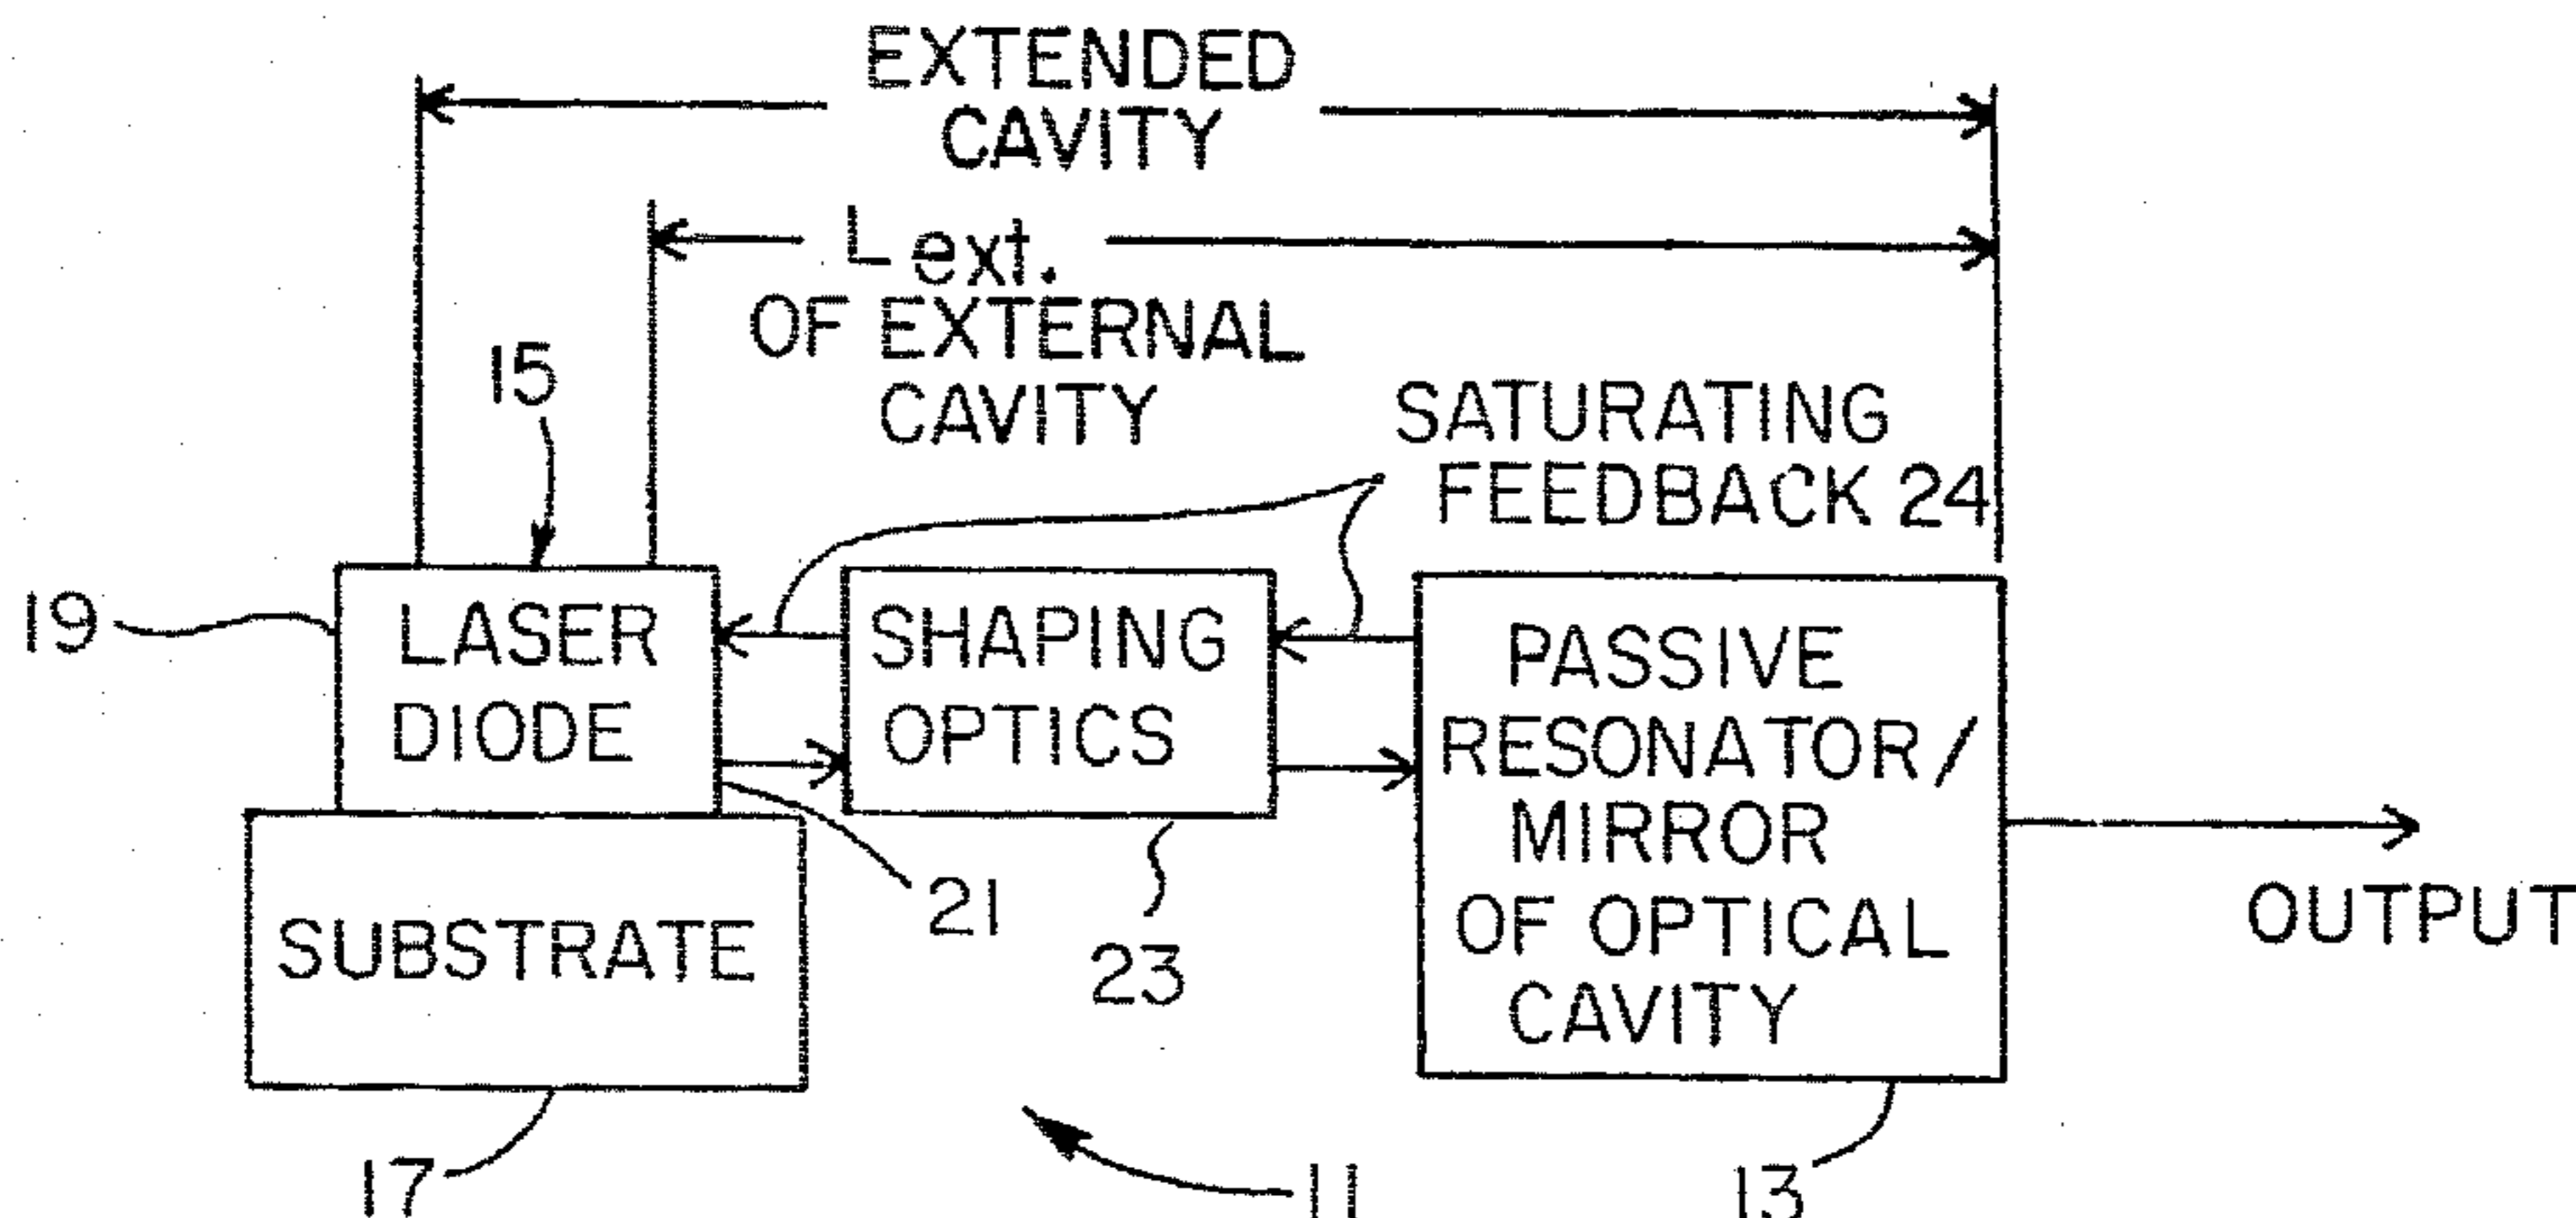 EXTENDED
CAVITY
Lext.
OF EXTERNAL
CAVITY
15
SATURATING
FEEDBACK 24
19
LASER
DIODE
SHAPING
OPTICS
PASSIVE
RESONATOR/
MIRROR
OF OPTICAL
CAVITY
21
23
SUBSTRATE
OUTPUT
17
11
13